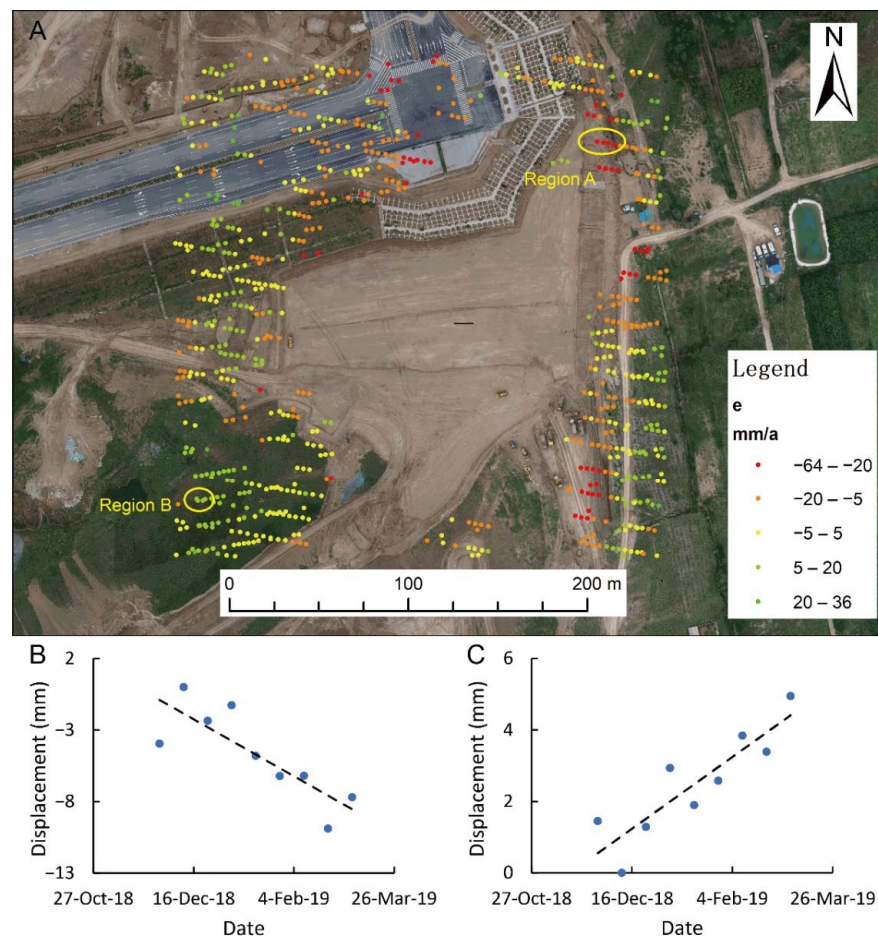 A
N
Region A
Region B
Legend
e
mm/a
−64 – −20
−20 – −5
−5 – 5
5 – 20
20 – 36
0 100 200 m
B
2
−3
−8
−13
Displacement (mm)
27-Oct-18 16-Dec-18 4-Feb-19 26-Mar-19
Date
C
6
4
2
0
Displacement (mm)
27-Oct-18 16-Dec-18 4-Feb-19 26-Mar-19
Date